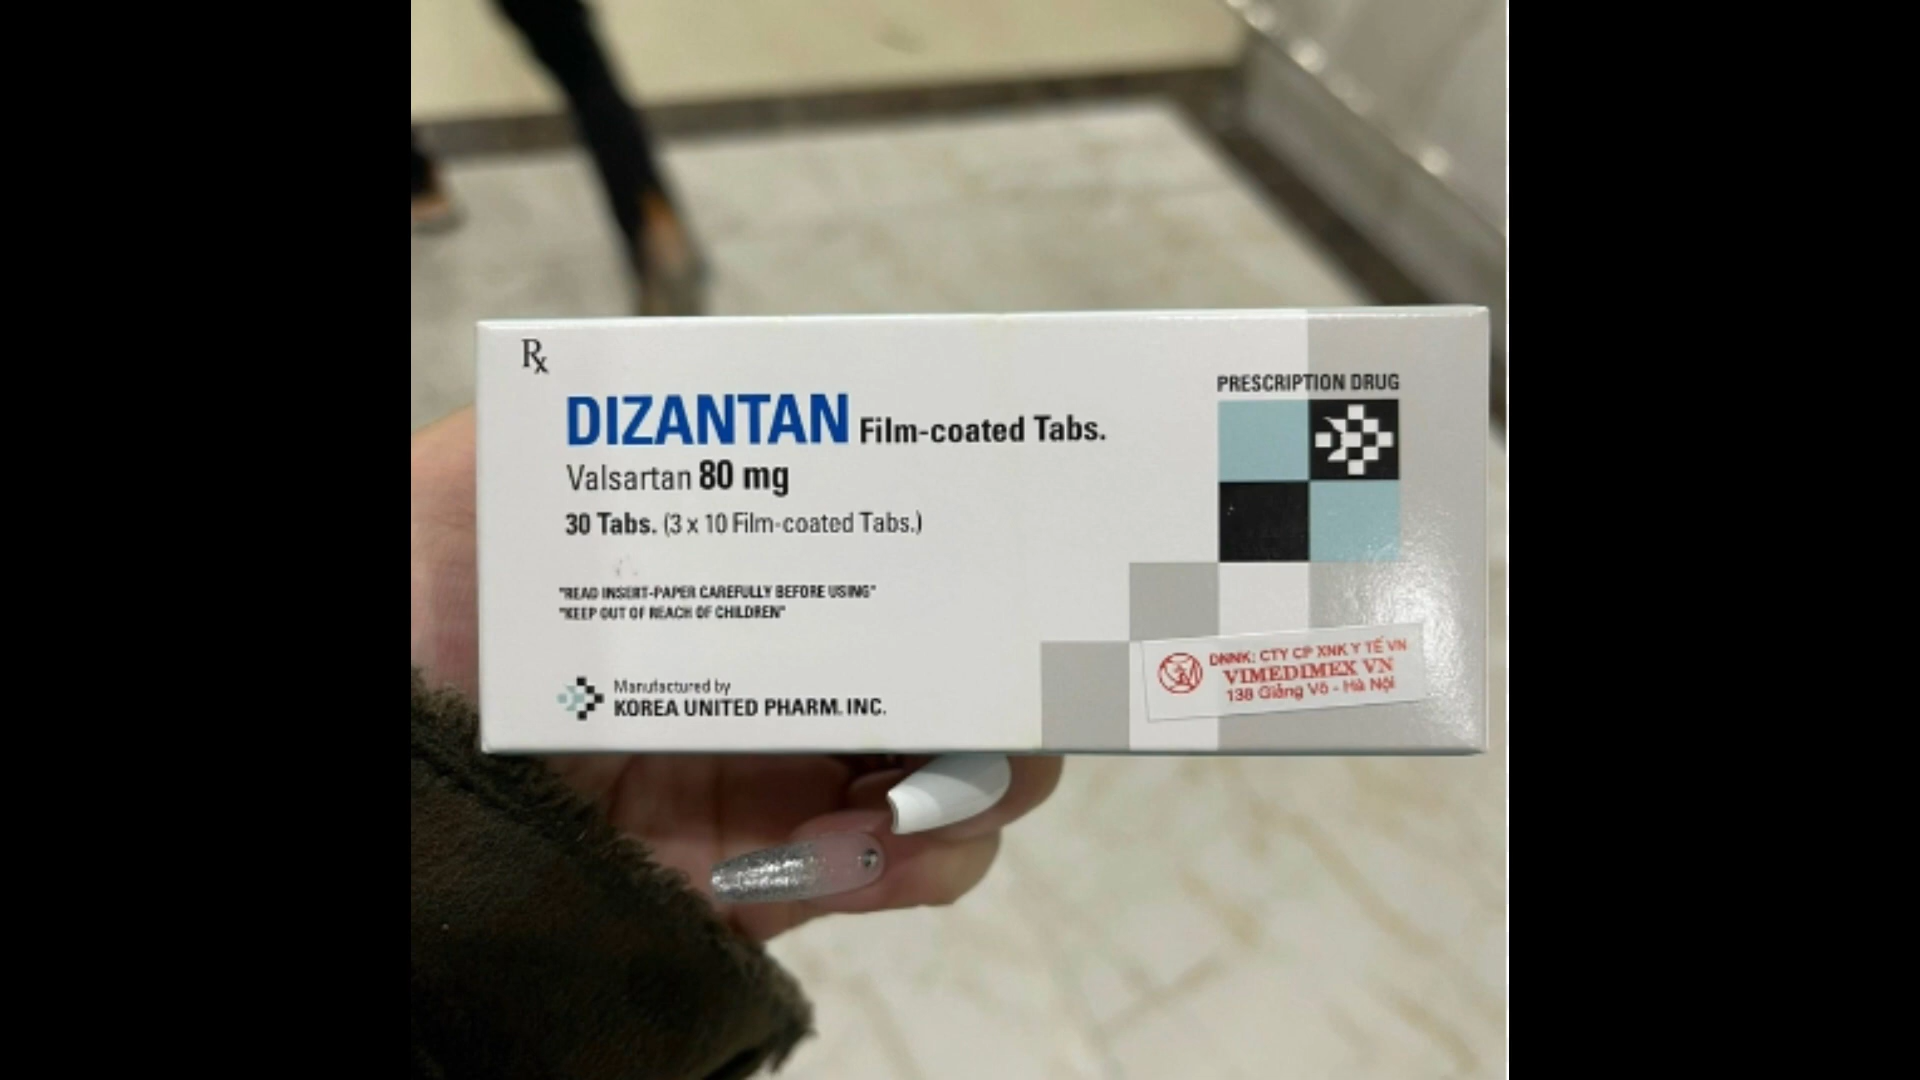 Rx
DIZANTAN Film-coated Tabs.
Valsartan 80 mg
30 Tabs. (3 x 10 Film-coated Tabs.)
"READ INSERT-PAPER CAREFULLY BEFORE USING"
"KEEP OUT OF REACH OF CHILDREN"
Manufactured by
KOREA UNITED PHARM. INC.
PRESCRIPTION DRUG
DNNK: CTY CP XNK Y TẾ VN
VIMEDIMEX VN
138 Giảng Võ - Hà Nội